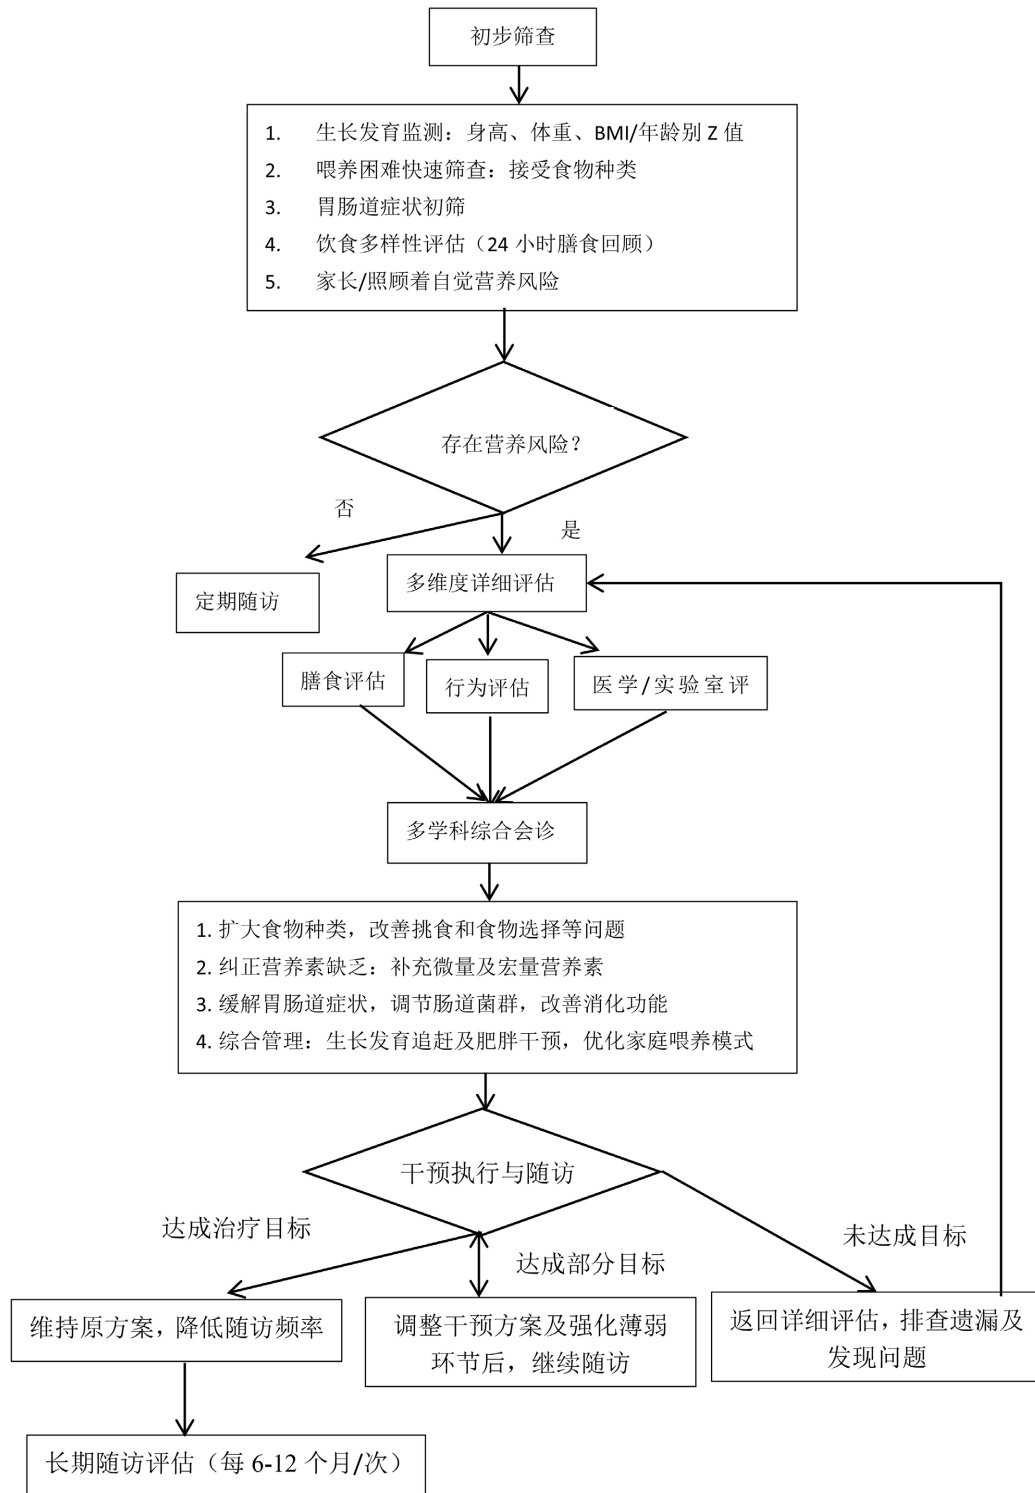 初步筛查
1. 生长发育监测：身高、体重、BMI/年龄别 Z 值
2. 喂养困难快速筛查：接受食物种类
3. 胃肠道症状初筛
4. 饮食多样性评估（24 小时膳食回顾）
5. 家长/照顾着自觉营养风险
存在营养风险？
否
是
多维度详细评估
定期随访
膳食评估
行为评估
医学/实验室评
多学科综合会诊
1. 扩大食物种类，改善挑食和食物选择等问题
2. 纠正营养素缺乏：补充微量及宏量营养素
3. 缓解胃肠道症状，调节肠道菌群，改善消化功能
4. 综合管理：生长发育追赶及肥胖干预，优化家庭喂养模式
干预执行与随访
达成治疗目标
达成部分目标
未达成目标
维持原方案，降低随访频率
调整干预方案及强化薄弱
环节后，继续随访
返回详细评估，排查遗漏及
发现问题
长期随访评估（每 6-12 个月/次）